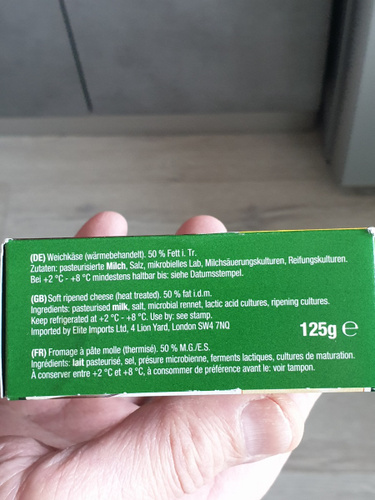 (DE) Weichkäse (wärmebehandelt). 50 % Fett i. Tr.
Zutaten: pasteurisierte Milch, Salz, mikrobielles Lab, Milchsäuerungskulturen, Reifungskulturen.
Bei +2 °C - +8 °C mindestens haltbar bis: siehe Datumsstempel.
(GB) Soft ripened cheese (heat treated). 50 % fat i.d.m.
Ingredients: pasteurised milk, salt, microbial rennet, lactic acid cultures, ripening cultures.
Keep refrigerated at +2 °C - +8 °C. Use by: see stamp.
Imported by Elite Imports Ltd, 4 Lion Yard, London SW4 7NQ
125g ℮
(FR) Fromage à pâte molle (thermisé). 50 % M.G./E.S.
Ingrédients: lait pasteurisé, sel, présure microbienne, ferments lactiques, cultures de maturation.
À conserver entre +2 °C et +8 °C, à consommer de préférence avant le: voir tampon.